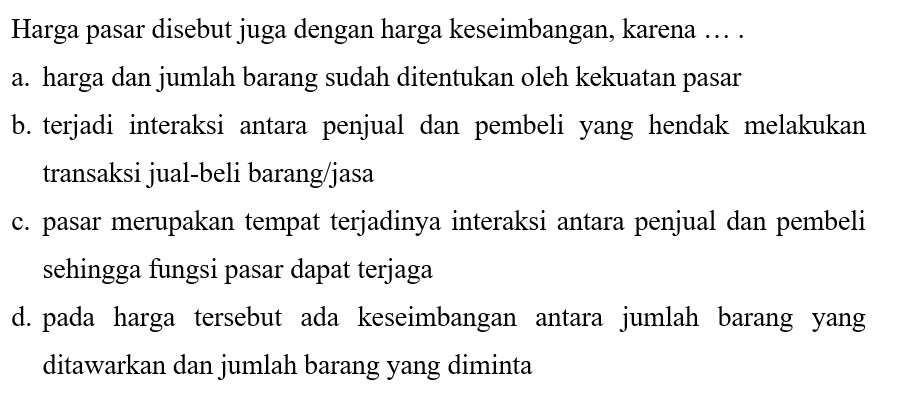 Harga pasar disebut juga dengan harga keseimbangan, karena … .
a. harga dan jumlah barang sudah ditentukan oleh kekuatan pasar
b. terjadi interaksi antara penjual dan pembeli yang hendak melakukan
transaksi jual-beli barang/jasa
c. pasar merupakan tempat terjadinya interaksi antara penjual dan pembeli
sehingga fungsi pasar dapat terjaga
d. pada harga tersebut ada keseimbangan antara jumlah barang yang
ditawarkan dan jumlah barang yang diminta